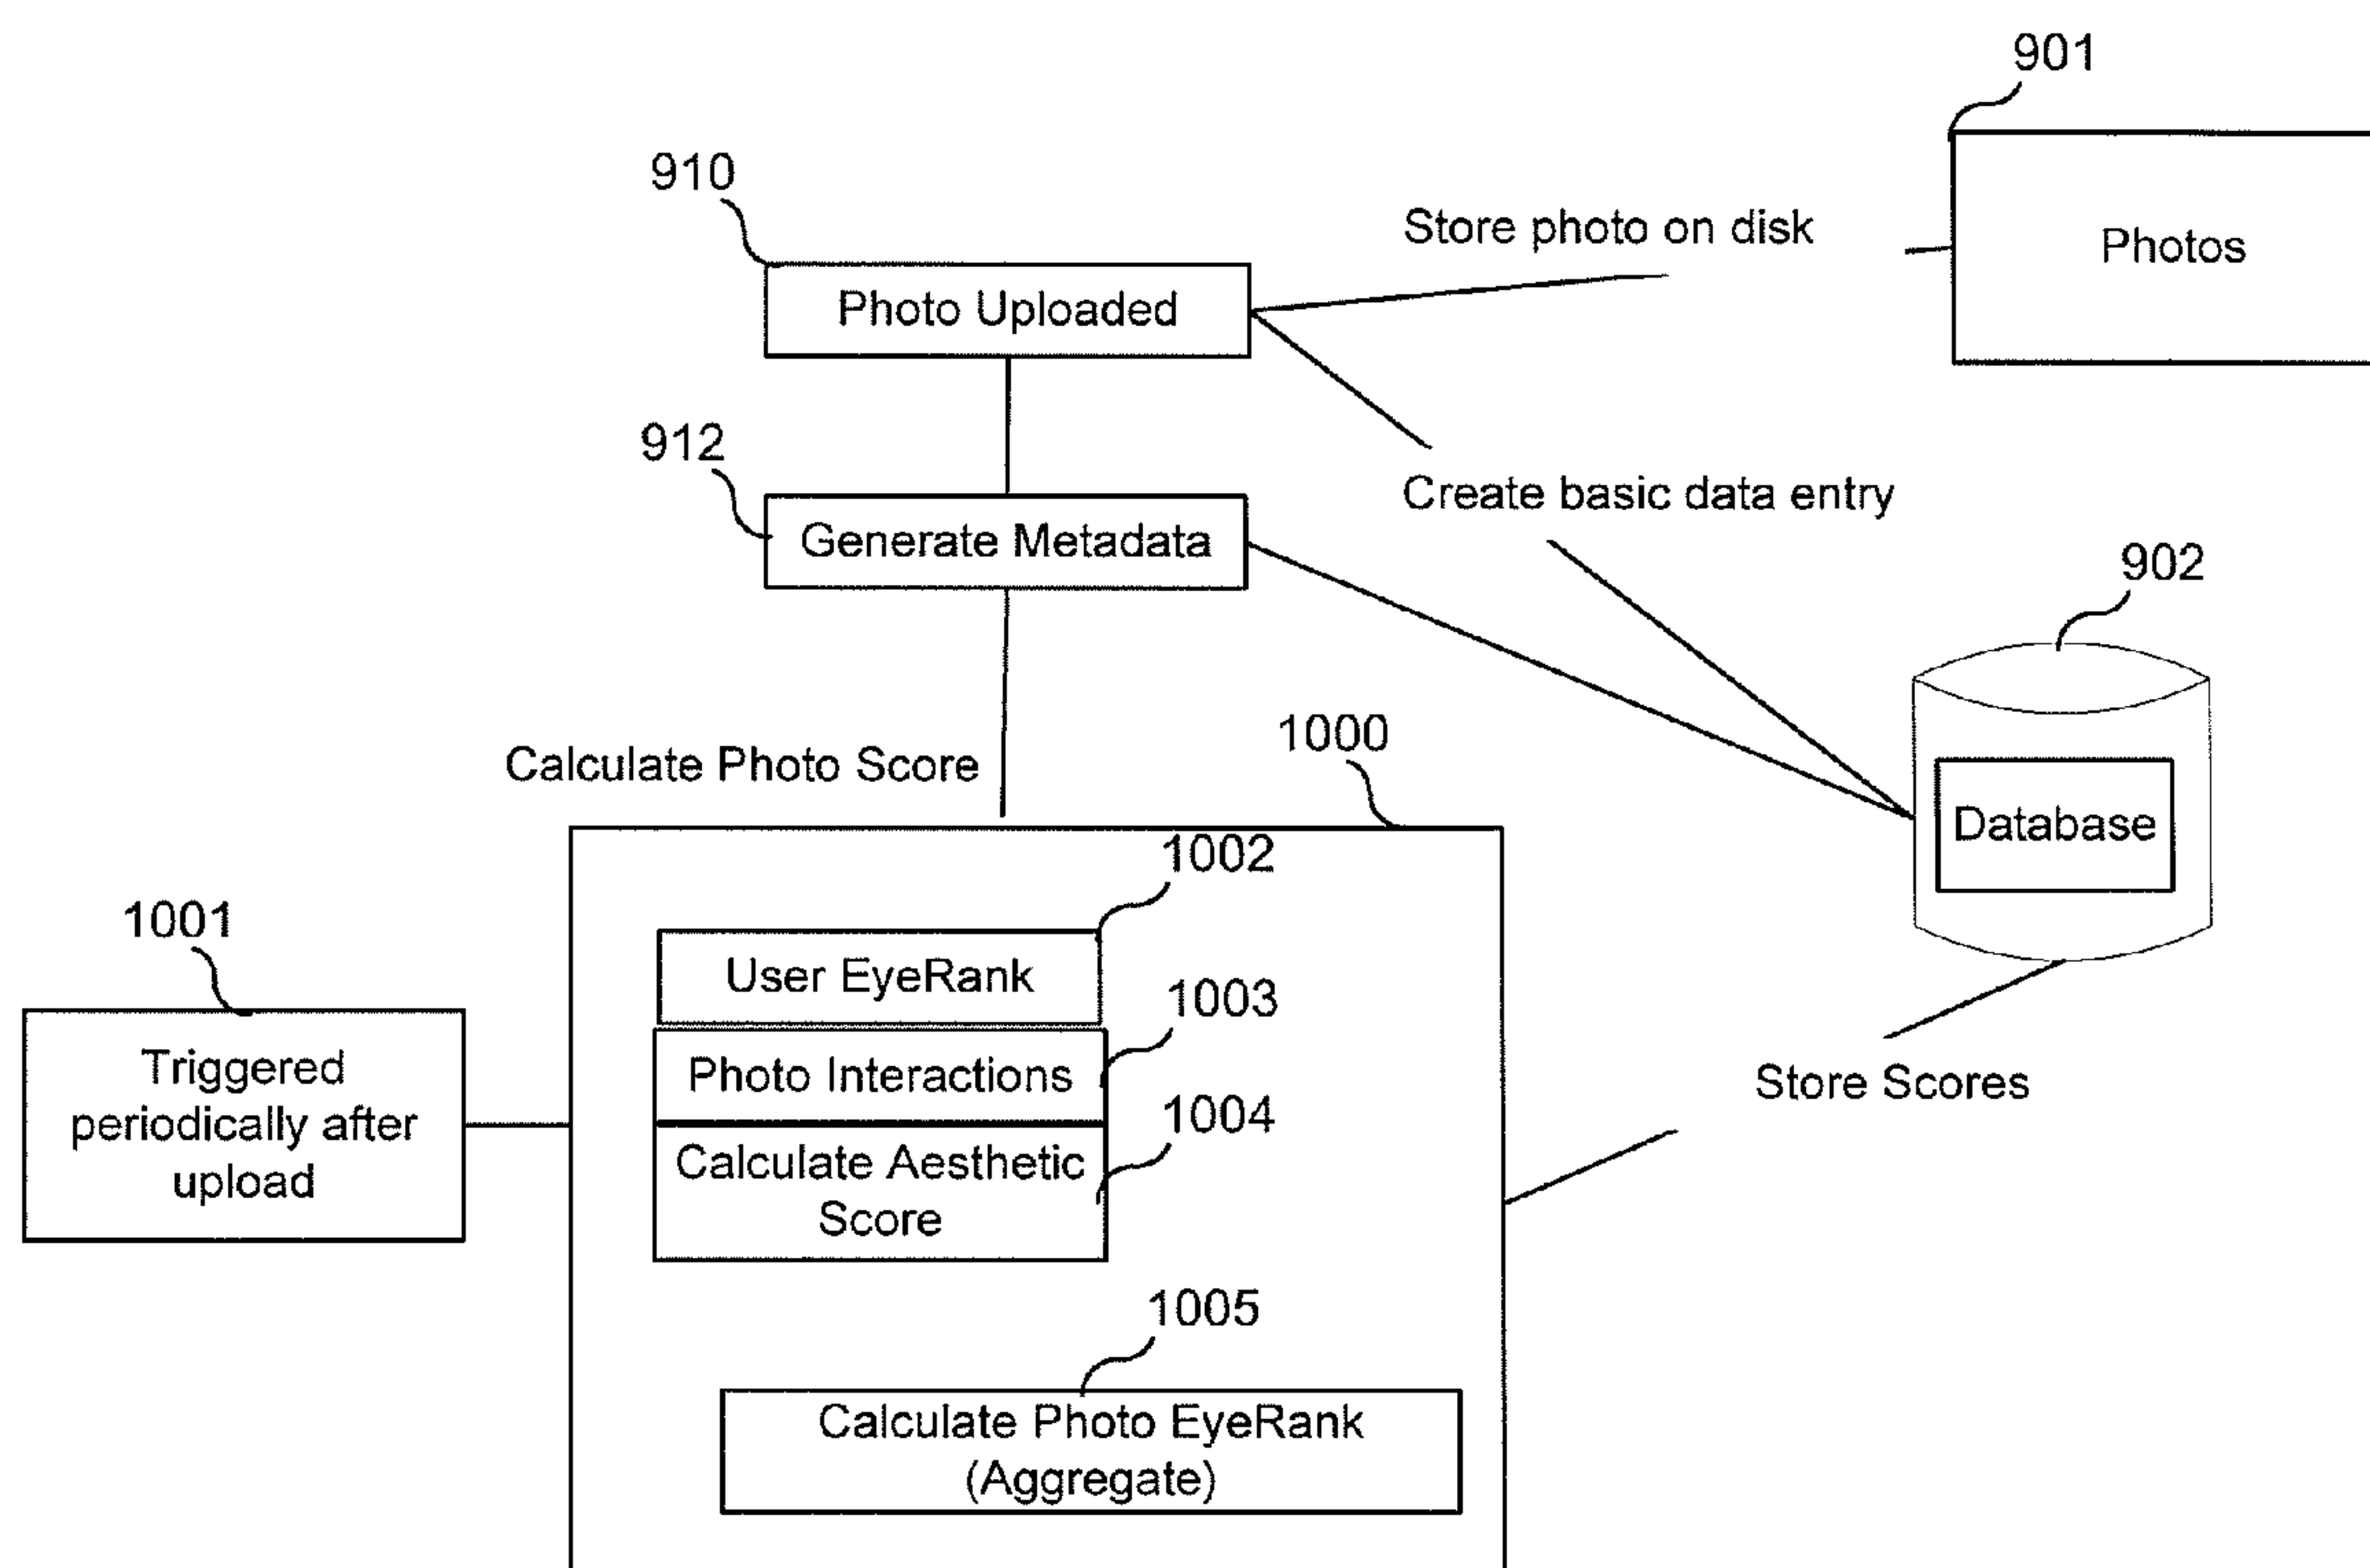 901
910
Store photo on disk
Photos
Photo Uploaded
912
Create basic data entry
Generate Metadata
902
1000
Calculate Photo Score
Database
1002
1001
User EyeRank
1003
Triggered
periodically after
upload
Photo Interactions
Store Scores
1004
Calculate Aesthetic
Score
1005
Calculate Photo EyeRank
(Aggregate)